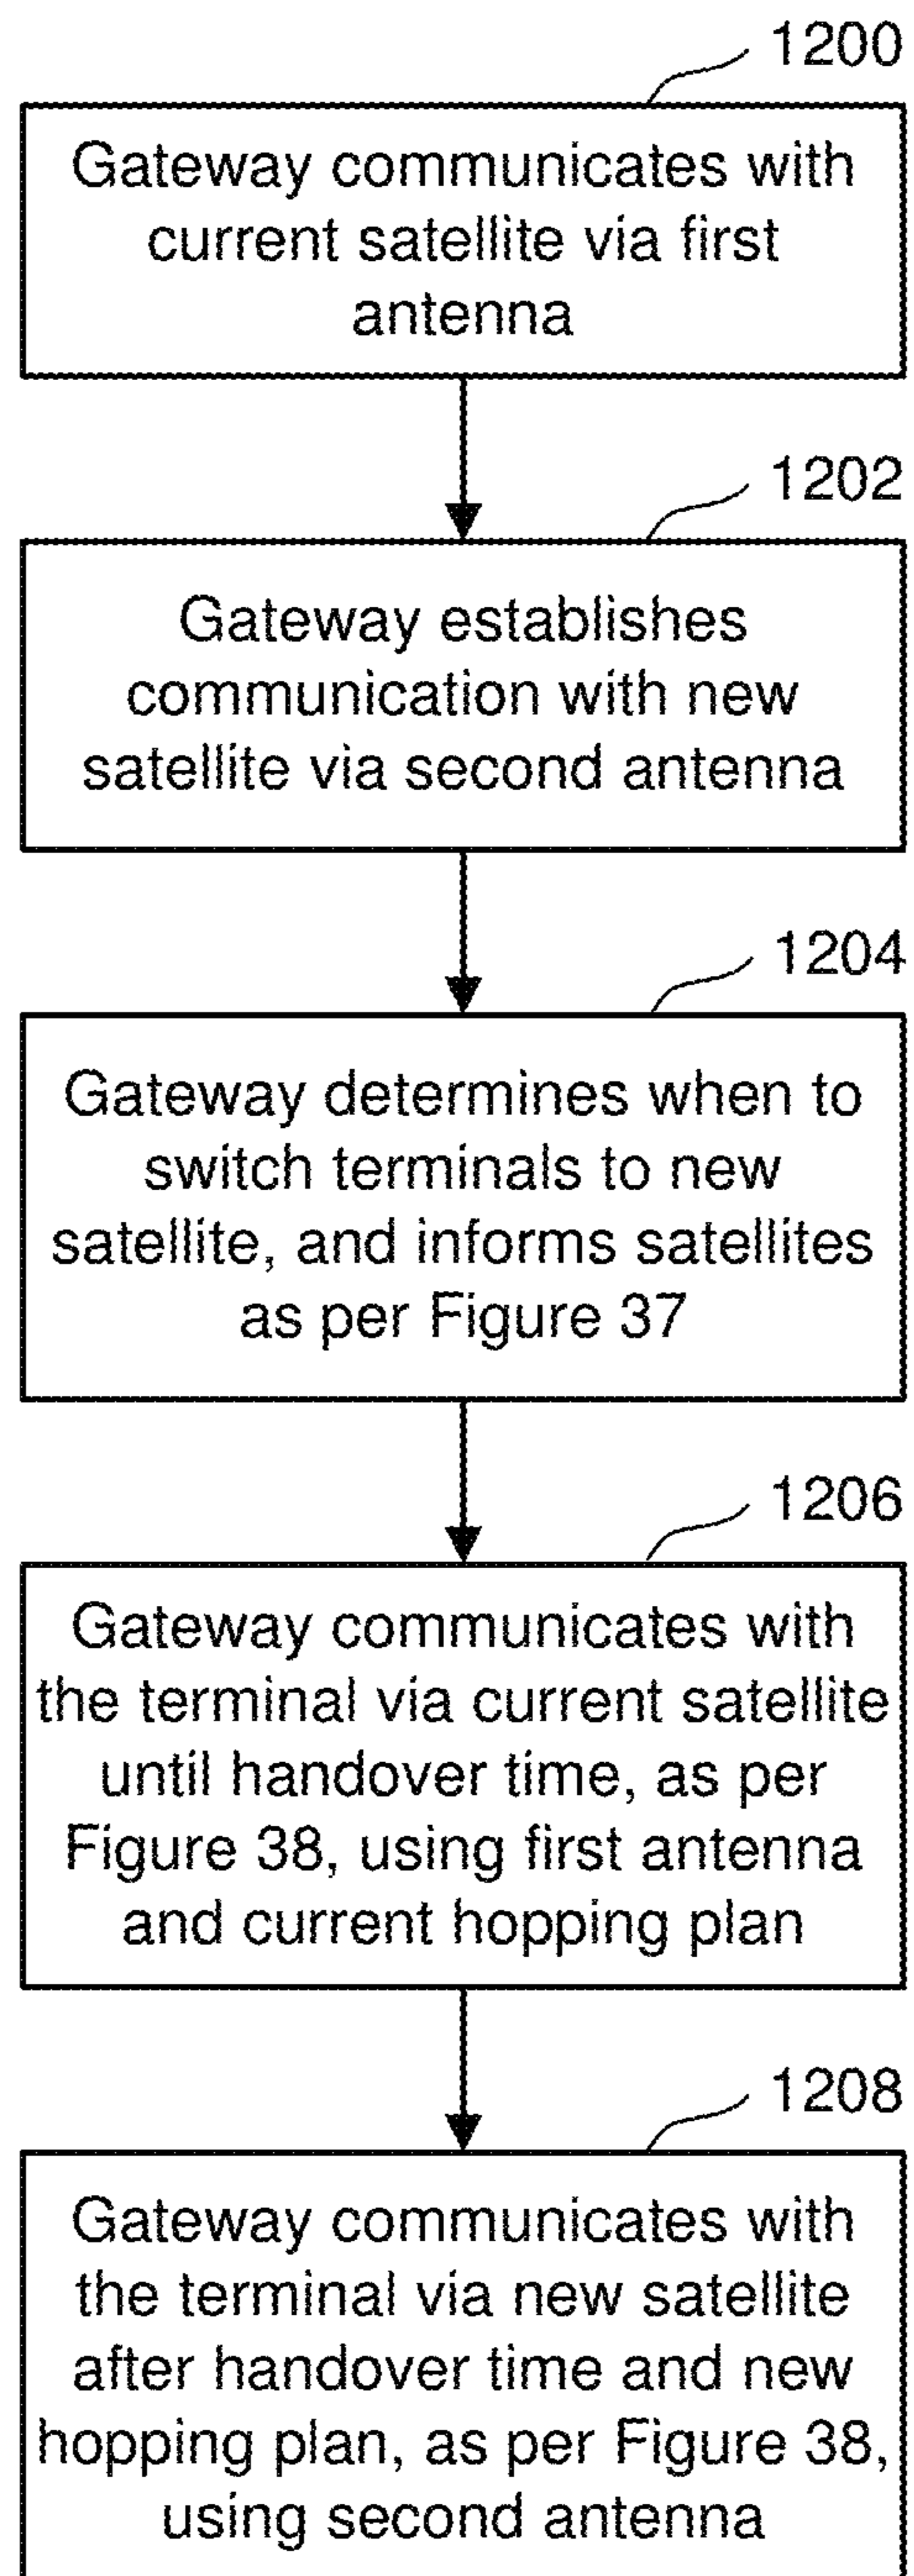 1200
Gateway communicates with
current satellite via first
antenna
1202
Gateway establishes
communication with new
satellite via second antenna
1204
Gateway determines when to
switch terminals to new
satellite, and informs satellites
as per Figure 37
1206
Gateway communicates with
the terminal via current satellite
until handover time, as per
Figure 38, using first antenna
and current hopping plan
1208
Gateway communicates with
the terminal via new satellite
after handover time and new
hopping plan, as per Figure 38,
using second antenna